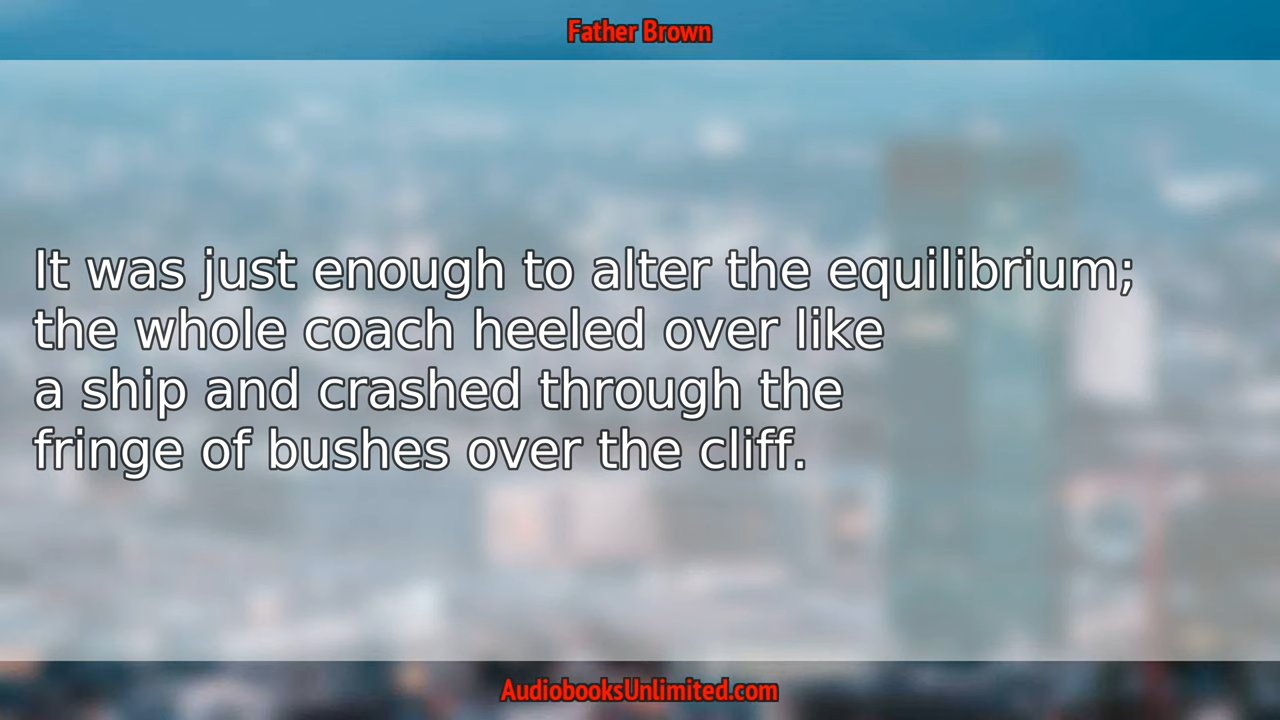 Father Brown
It was just enough to alter the equilibrium;
the whole coach heeled over like
a ship and crashed through the
fringe of bushes over the cliff.
AudiobooksUnlimited.com